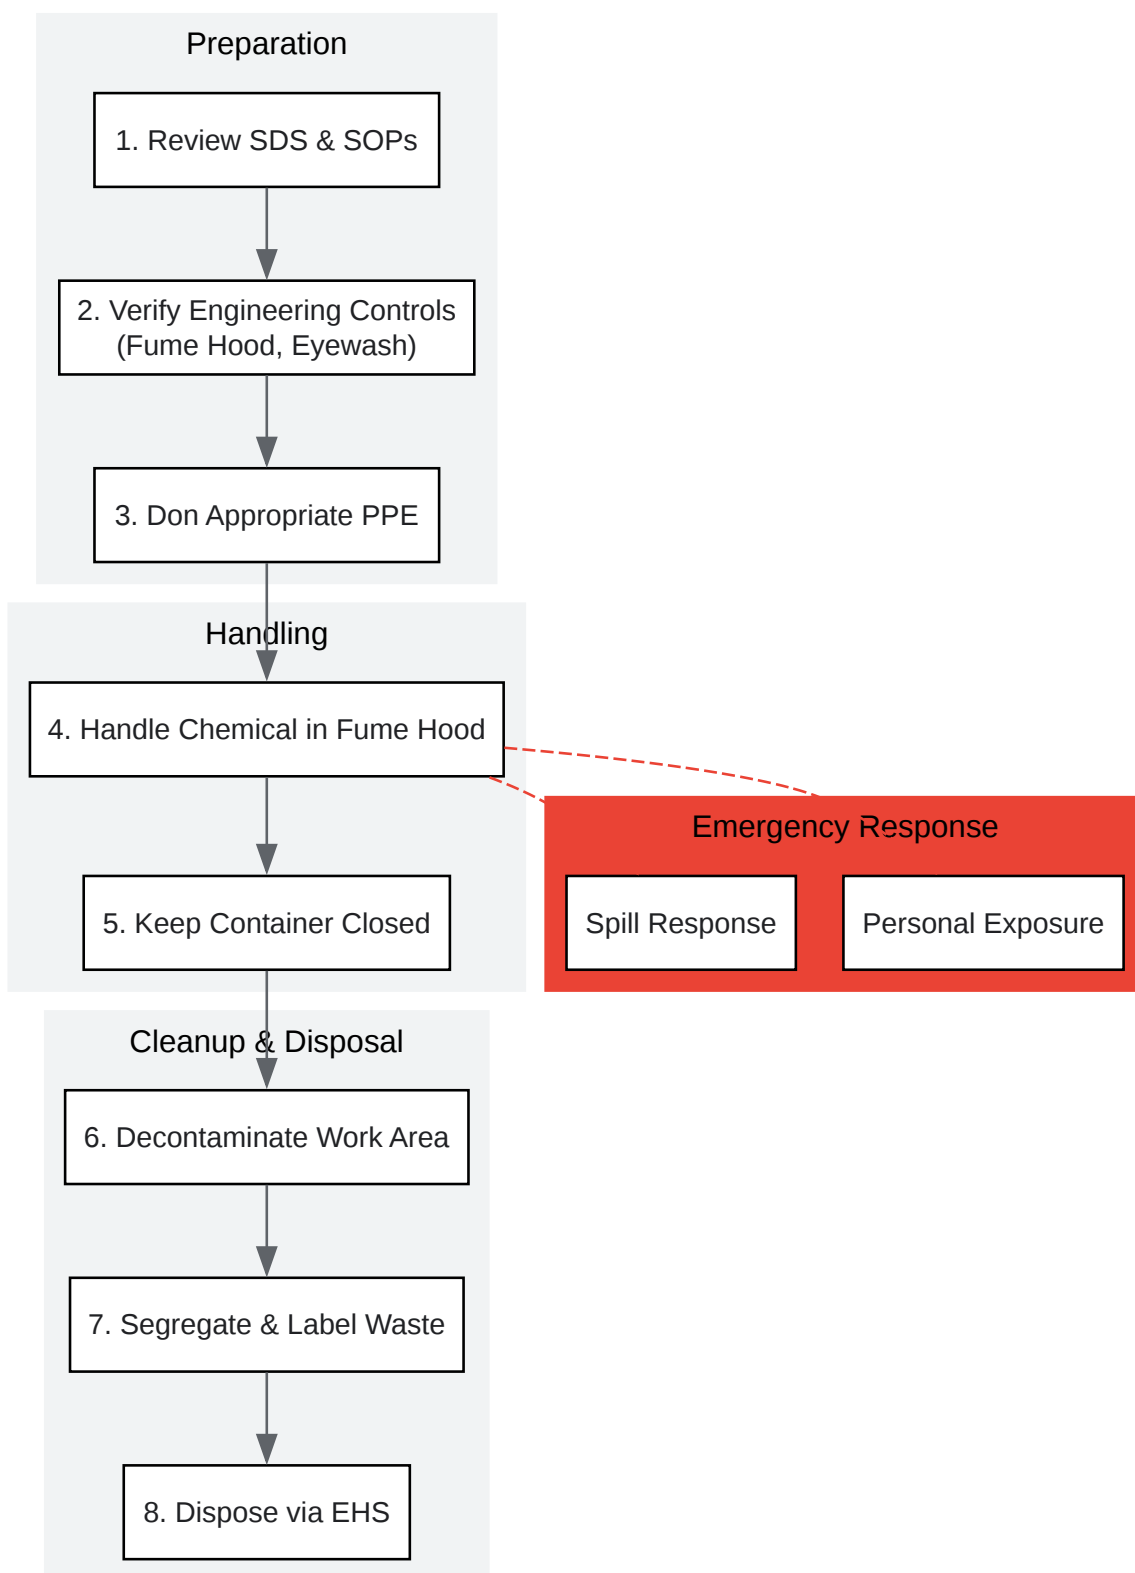 Preparation
1. Review SDS & SOPs
2. Verify Engineering Controls
(Fume Hood, Eyewash)
3. Don Appropriate PPE
Handling
4. Handle Chemical in Fume Hood
Emergency Response
5. Keep Container Closed
Spill Response
Personal Exposure
Cleanup & Disposal
6. Decontaminate Work Area
7. Segregate & Label Waste
8. Dispose via EHS